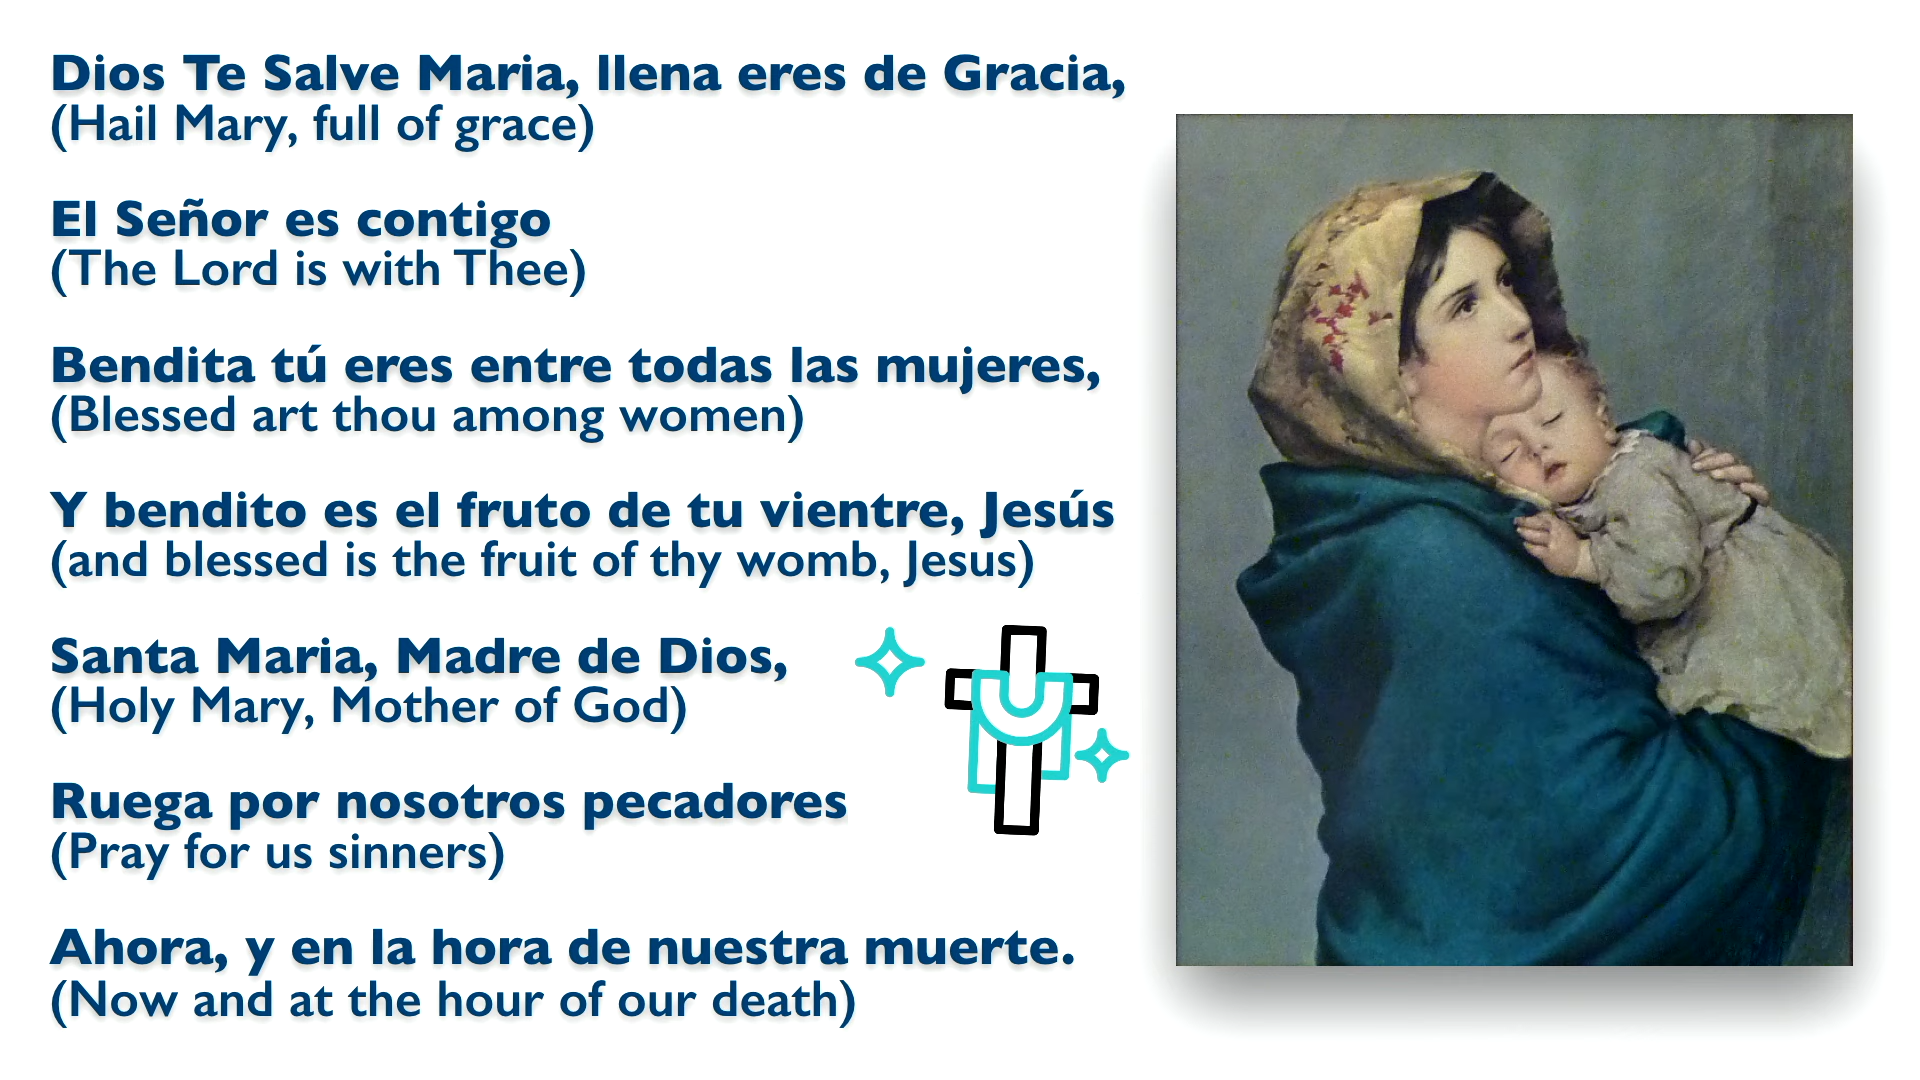 Dios Te Salve Maria, llena eres de Gracia,
(Hail Mary, full of grace)
El Señor es contigo
(The Lord is with Thee)
Bendita tú eres entre todas las mujeres,
(Blessed art thou among women)
Y bendito es el fruto de tu vientre, Jesús
(and blessed is the fruit of thy womb, Jesus)
Santa Maria, Madre de Dios,
(Holy Mary, Mother of God)
Ruega por nosotros pecadores
(Pray for us sinners)
Ahora, y en la hora de nuestra muerte.
(Now and at the hour of our death)